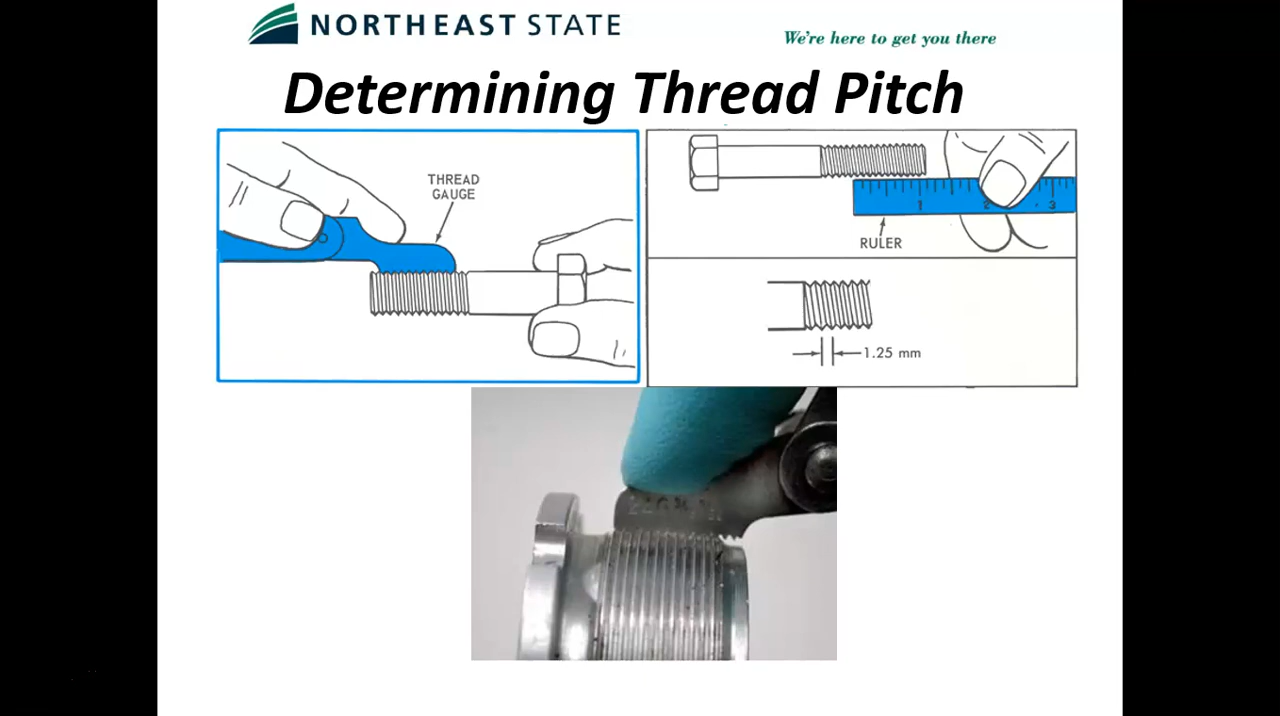 NORTHEAST STATE
We're here to get you there
Determining Thread Pitch
THREAD
GAUGE
1 2 3
RULER
1.25 mm